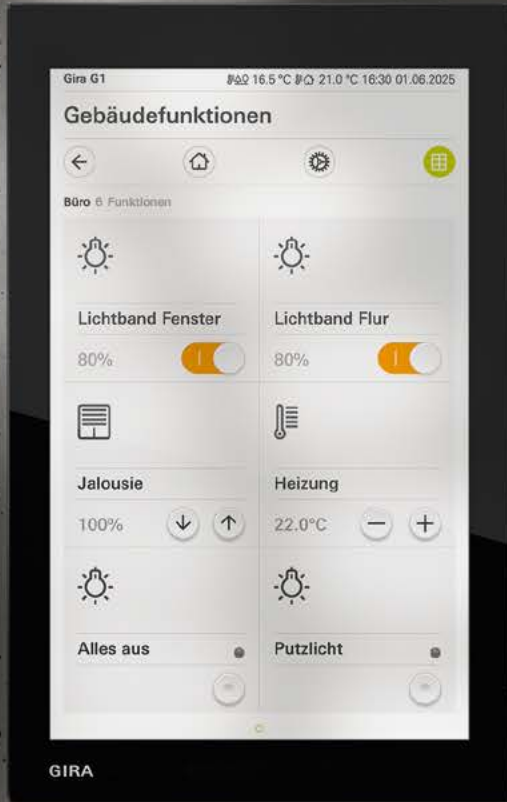 Gira G1 16.5 °C 21.0 °C 16:30 01.06.2025
Gebäudefunktionen
Büro 6 Funktionen
Lichtband Fenster Lichtband Flur
80% 80%
Jalousie Heizung
100% 22.0°C
Alles aus Putzlicht
GIRA